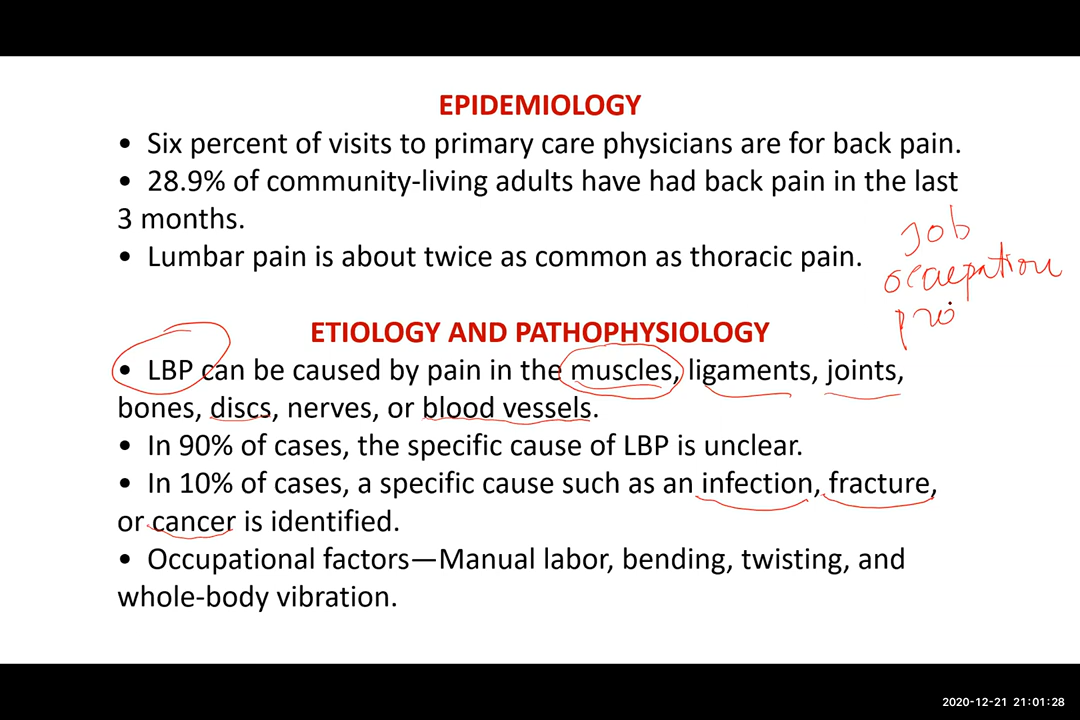 EPIDEMIOLOGY
• Six percent of visits to primary care physicians are for back pain.
• 28.9% of community-living adults have had back pain in the last
3 months.
• Lumbar pain is about twice as common as thoracic pain.
Job
occupation
pro
ETIOLOGY AND PATHOPHYSIOLOGY
• LBP can be caused by pain in the muscles, ligaments, joints,
bones, discs, nerves, or blood vessels.
• In 90% of cases, the specific cause of LBP is unclear.
• In 10% of cases, a specific cause such as an infection, fracture,
or cancer is identified.
• Occupational factors—Manual labor, bending, twisting, and
whole-body vibration.
2020-12-21 21:01:28